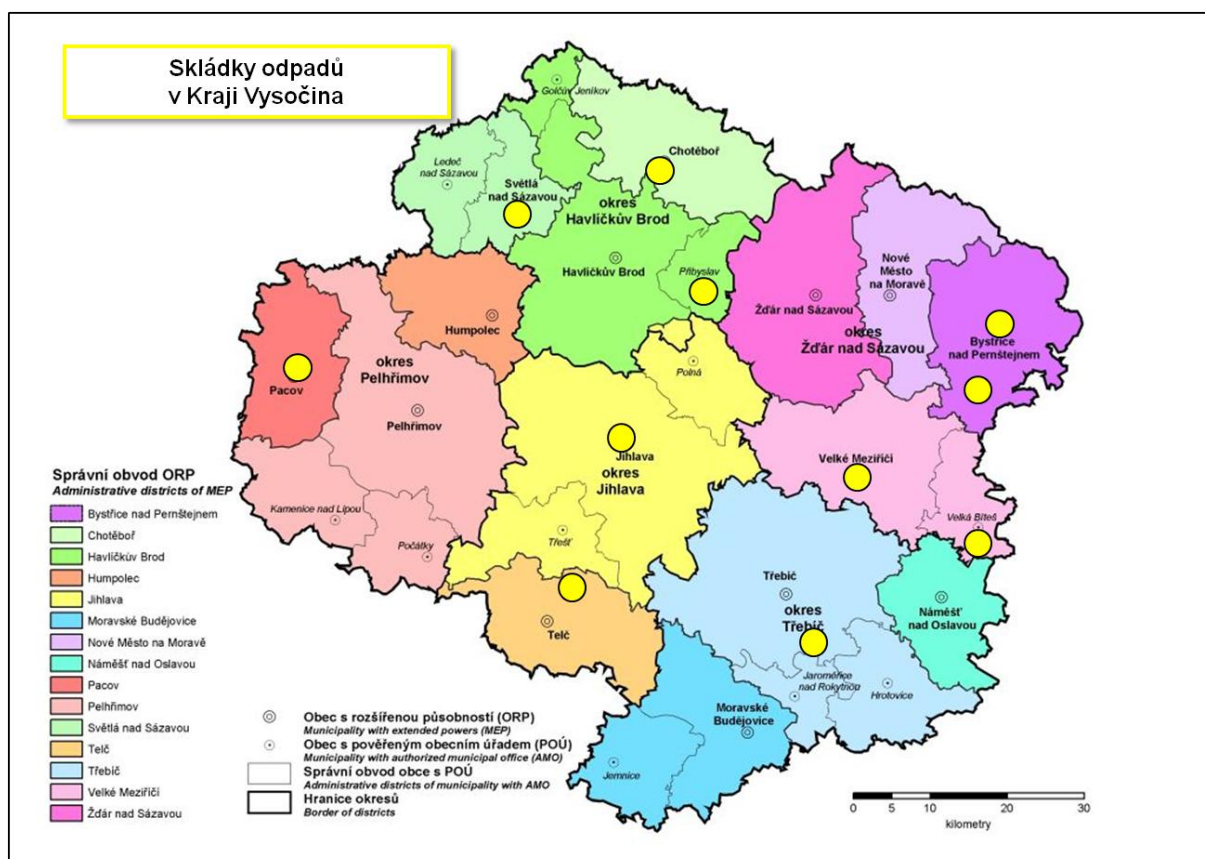 Skládky odpadů
v Kraji Vysočina
Golčův Jeníkov
Chotěboř
Ledeč
nad Sázavou
Světlá
nad Sázavou
okres
Havlíčkův Brod
Havlíčkův Brod
Přibyslav
Nové
Město
na Moravě
Žďár nad Sázavou
okres
Žďár nad Sázavou
Bystřice
nad Pernštejnem
Humpolec
okres
Pelhřimov
Pacov
Pelhřimov
Polná
Jihlava
okres
Jihlava
Velké Meziříčí
Velká Bíteš
Kamenice nad Lipou
Počátky
Třešť
Telč
Třebíč
okres
Třebíč
Náměšť
nad Oslavou
Jaroměřice
nad Rokytnou
Hrotovice
Moravské
Budějovice
Jemnice
Správní obvod ORP
Administrative districts of MEP
Bystřice nad Pernštejnem
Chotěboř
Havlíčkův Brod
Humpolec
Jihlava
Moravské Budějovice
Nové Město na Moravě
Náměšť nad Oslavou
Pacov
Pelhřimov
Světlá nad Sázavou
Telč
Třebíč
Velké Meziříčí
Žďár nad Sázavou
Obec s rozšířenou působností (ORP)
Municipality with extended powers (MEP)
Obec s pověřeným obecním úřadem (POÚ)
Municipality with authorized municipal office (AMO)
Správní obvod obce s POÚ
Administrative districts of municipality with AMO
Hranice okresů
Border of districts
0 5 10 20 30
kilometry